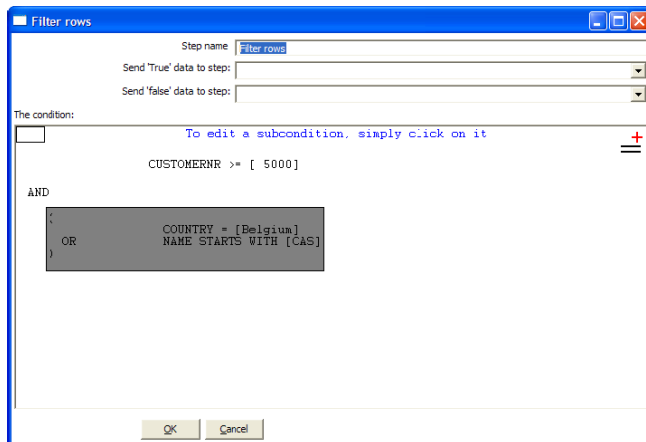 Filter rows
Step name Filter rows
Send 'True' data to step:
Send 'false' data to step:
The condition:
To edit a subcondition, simply click on it
CUSTOMERNR >= [ 5000]
AND
(
COUNTRY = [Belgium]
OR NAME STARTS WITH [CAS]
)
OK Cancel